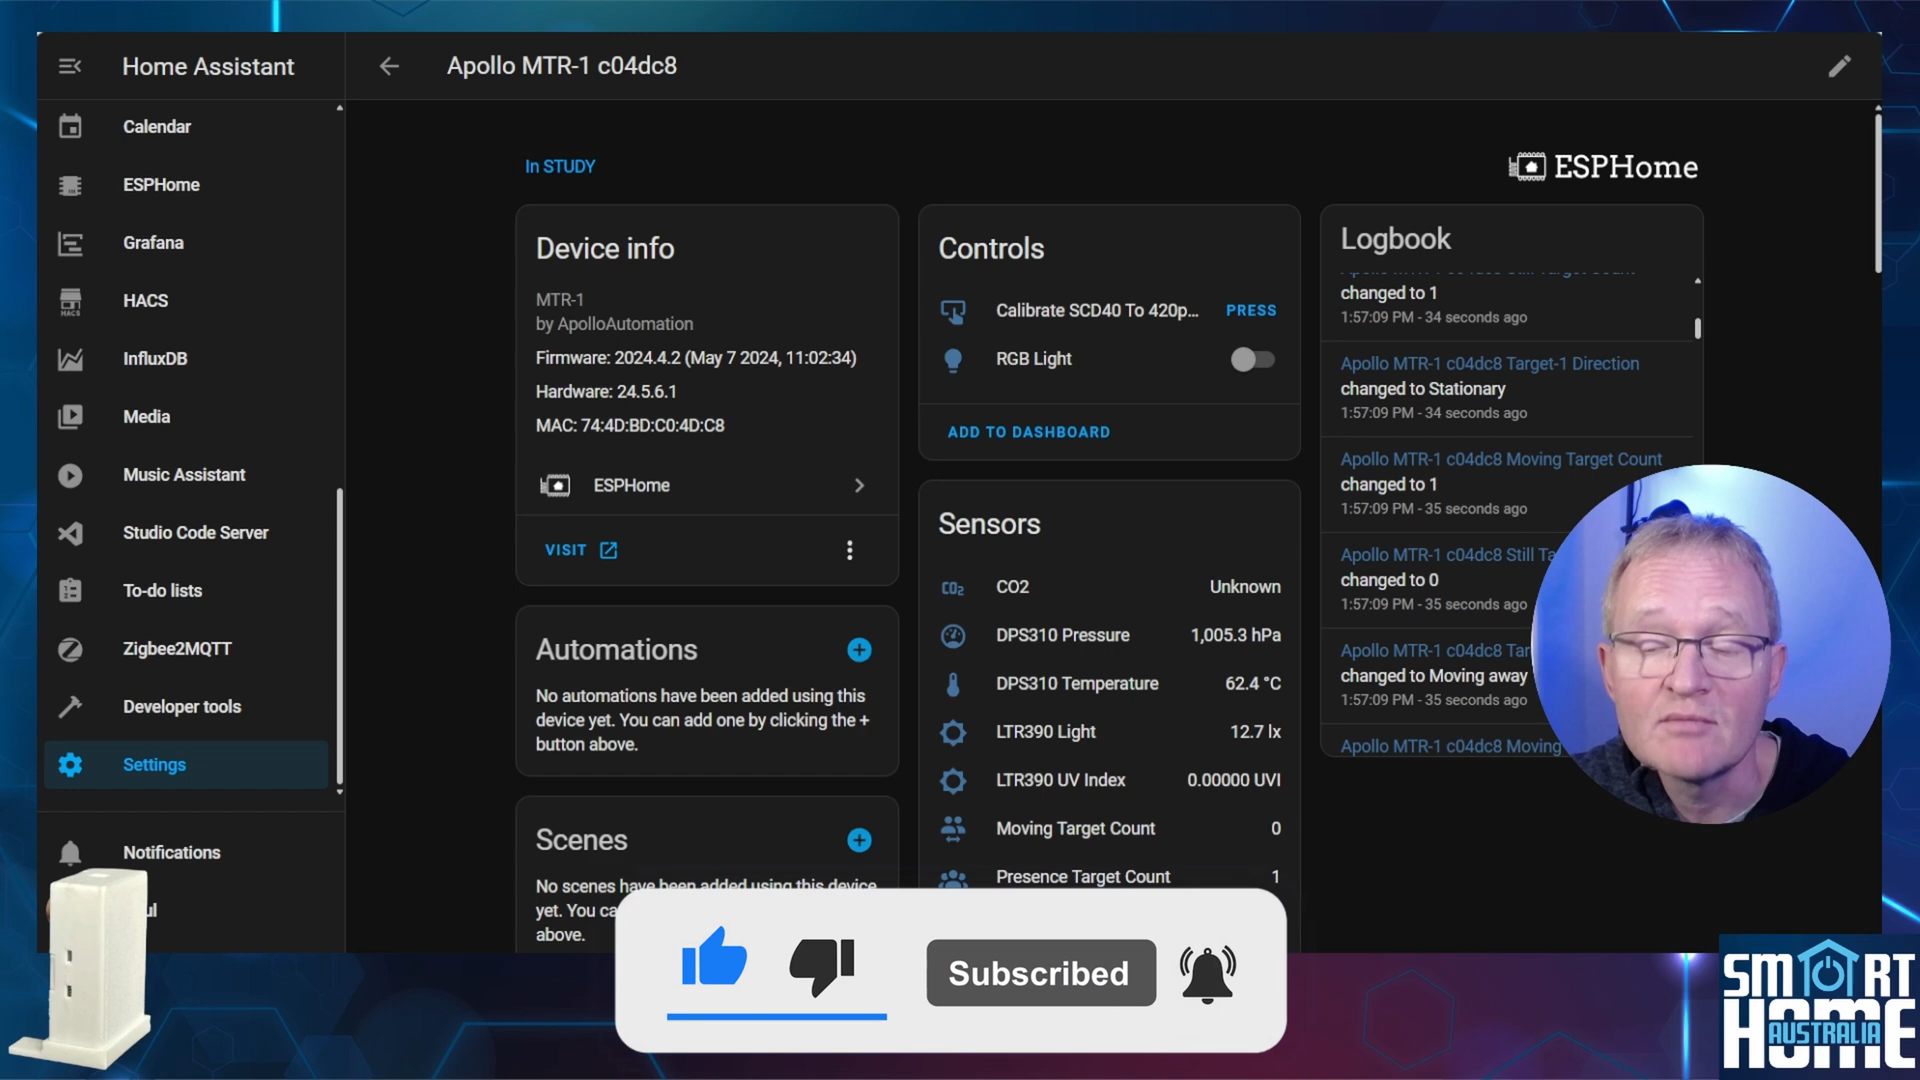 Home Assistant
Calendar
ESPHome
Grafana
HACS
InfluxDB
Media
Music Assistant
Studio Code Server
To-do lists
Zigbee2MQTT
Developer tools
Settings
Notifications
Apollo MTR-1 c04dc8
In STUDY
ESPHome
Device info
MTR-1
by ApolloAutomation
Firmware: 2024.4.2 (May 7 2024, 11:02:34)
Hardware: 24.5.6.1
MAC: 74:4D:BD:C0:4D:C8
ESPHome
VISIT
Automations
No automations have been added using this
device yet. You can add one by clicking the +
button above.
Scenes
No scenes have been added using this device
yet. You ca
above.
Controls
Calibrate SCD40 To 420p... PRESS
RGB Light
ADD TO DASHBOARD
Sensors
CO2 CO2 Unknown
DPS310 Pressure 1,005.3 hPa
DPS310 Temperature 62.4 °C
LTR390 Light 12.7 lx
LTR390 UV Index 0.00000 UVI
Moving Target Count 0
Presence Target Count 1
Logbook
changed to 1
1:57:09 PM - 34 seconds ago
Apollo MTR-1 c04dc8 Target-1 Direction
changed to Stationary
1:57:09 PM - 34 seconds ago
Apollo MTR-1 c04dc8 Moving Target Count
changed to 1
1:57:09 PM - 35 seconds ago
Apollo MTR-1 c04dc8 Still Ta
changed to 0
1:57:09 PM - 35 seconds ago
Apollo MTR-1 c04dc8 Tar
changed to Moving away
1:57:09 PM - 35 seconds ago
Apollo MTR-1 c04dc8 Moving
Subscribed
SMART
HOME
AUSTRALIA